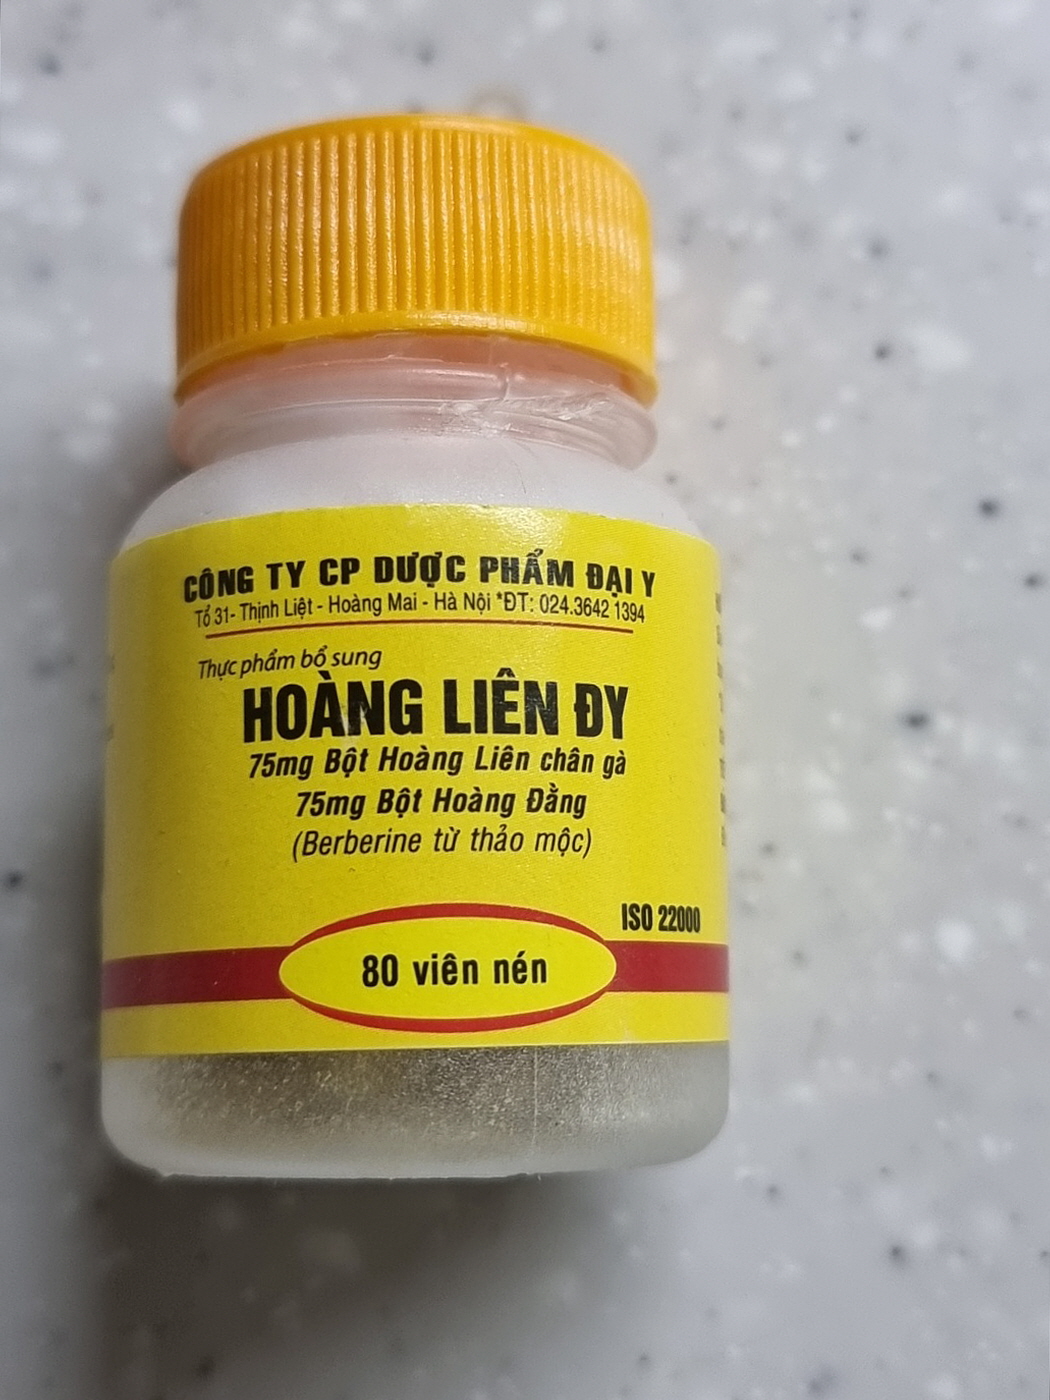 CÔNG TY CP DƯỢC PHẨM ĐẠI Y
Tổ 31- Thịnh Liệt - Hoàng Mai - Hà Nội *ĐT: 024.3642 1394
Thực phẩm bổ sung
HOÀNG LIÊN ĐY
75mg Bột Hoàng Liên chân gà
75mg Bột Hoàng Đằng
(Berberine từ thảo mộc)
ISO 22000
80 viên nén